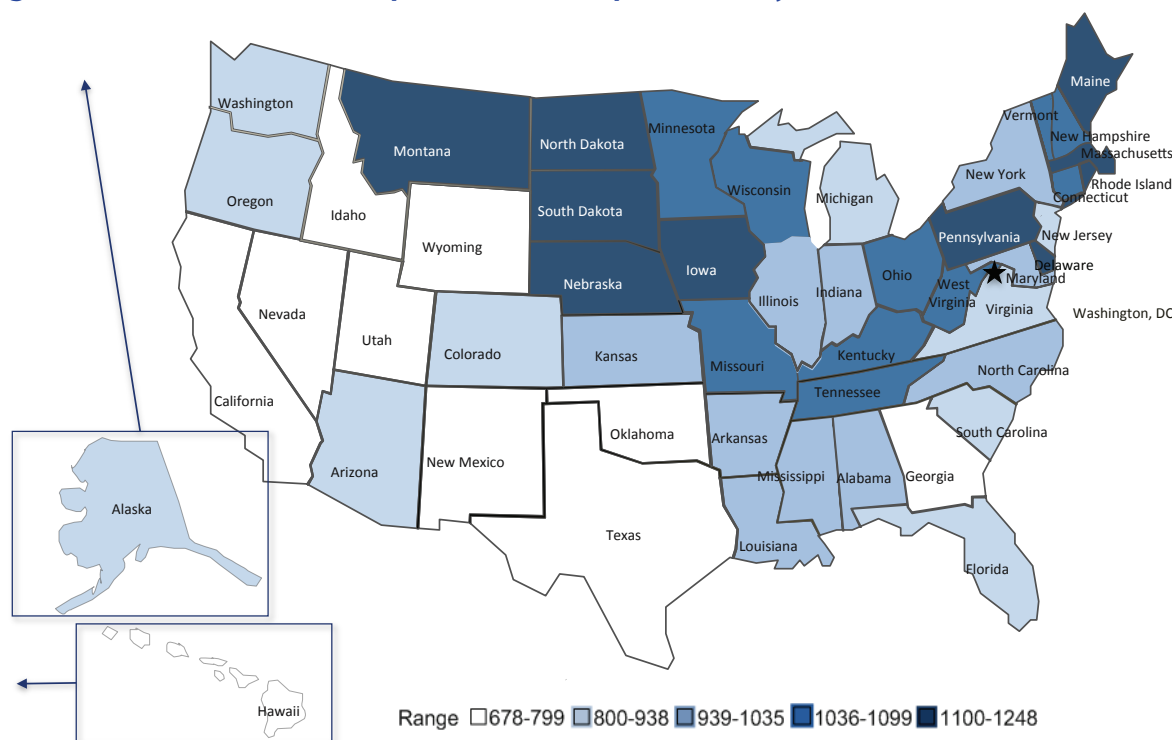 Maine
Washington
Vermont
Minnesota
New Hampshire
North Dakota
Montana
Massachusetts
New York
Rhode Island
Wisconsin
Connecticut
Michigan
Oregon
South Dakota
Idaho
New Jersey
Pennsylvania
Wyoming
Delaware
Iowa
Ohio
Maryland
Nebraska
West
Virginia
Indiana
Illinois
Virginia
Nevada
Washington, DC
Utah
Colorado
Kansas
Kentucky
Missouri
North Carolina
Tennessee
California
South Carolina
Oklahoma
Arkansas
New Mexico
Arizona
Mississippi
Alabama
Georgia
Alaska
Texas
Louisiana
Florida
Hawaii
Range 678-799 800-938 939-1035 1036-1099 1100-1248